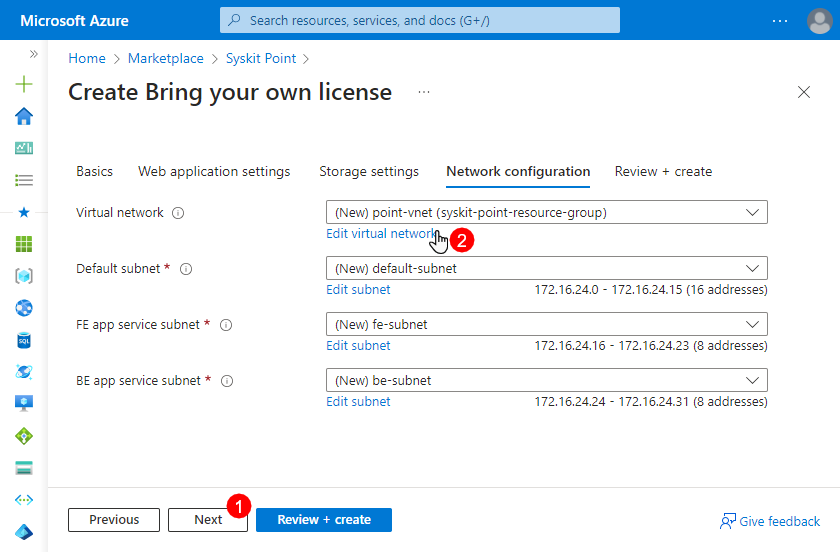 Microsoft Azure
Search resources, services, and docs (G+/)
Home > Marketplace > Syskit Point >
Create Bring your own license
Basics Web application settings Storage settings Network configuration Review + create
Virtual network
(New) point-vnet (syskit-point-resource-group)
Edit virtual network
2
Default subnet *
(New) default-subnet
Edit subnet 172.16.24.0 - 172.16.24.15 (16 addresses)
FE app service subnet *
(New) fe-subnet
Edit subnet 172.16.24.16 - 172.16.24.23 (8 addresses)
BE app service subnet *
(New) be-subnet
Edit subnet 172.16.24.24 - 172.16.24.31 (8 addresses)
SQL
1
Previous Next Review + create Give feedback